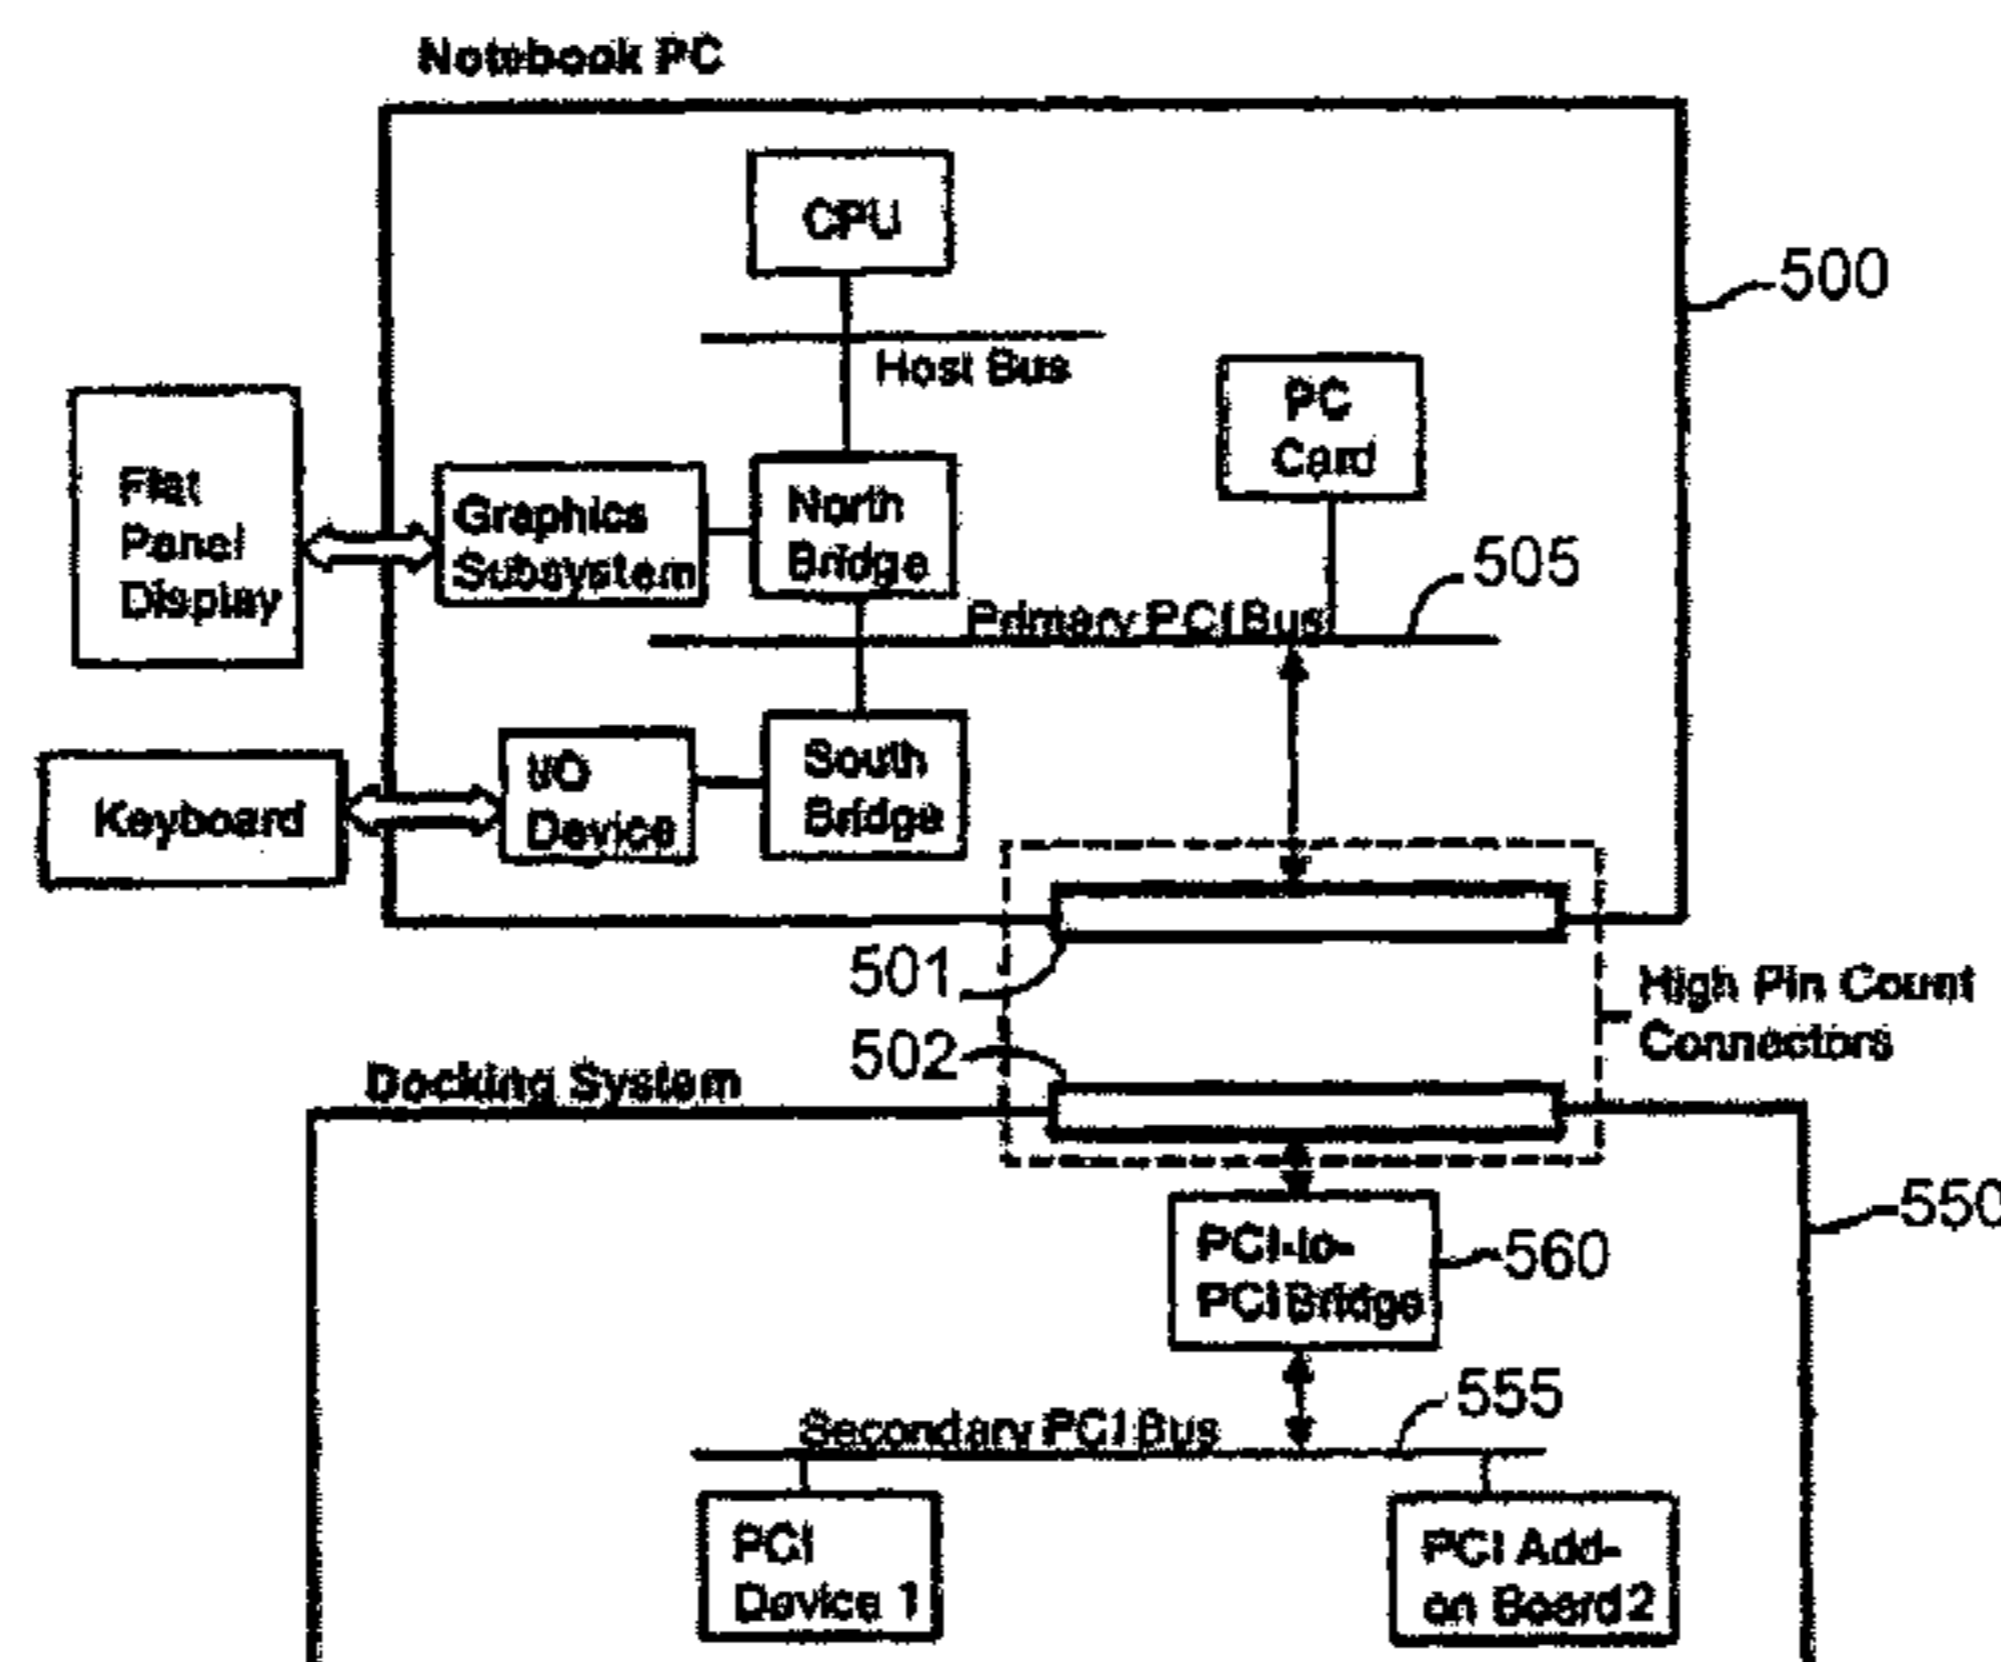 Notebook PC
CPU
500
Host Bus
PC
Card
Flat
Panel
Display
Graphics
Subsystem
North
Bridge
505
Primary PCI Bus
Keyboard
I/O
Device
South
Bridge
501
High Pin Count
Connectors
502
Docking System
550
PCI-to-
PCI Bridge
560
555
Secondary PCI Bus
PCI
Device 1
PCI Add-
on Board 2